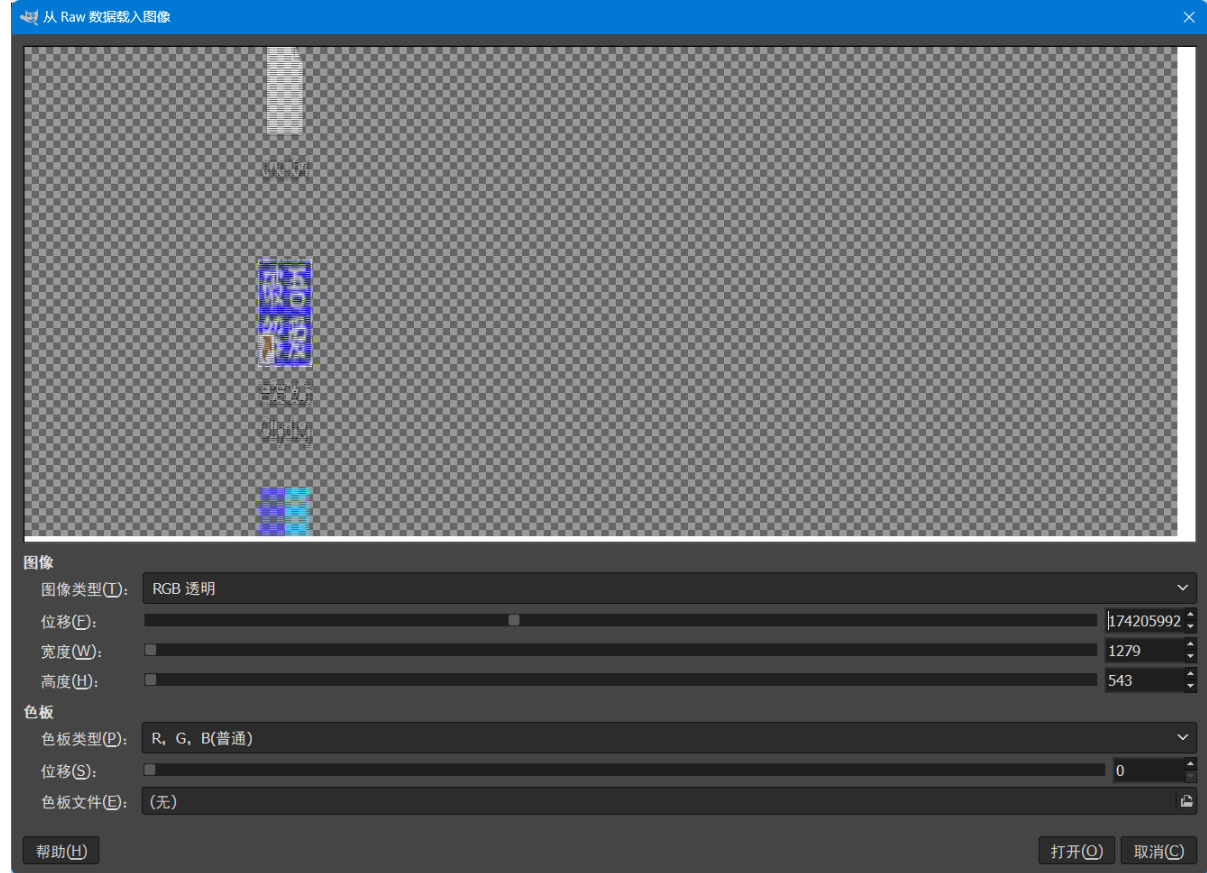 从 Raw 数据载入图像
图像
图像类型(T):
RGB 透明
位移(F):
174205992
宽度(W):
1279
高度(H):
543
色板
色板类型(P):
R, G, B(普通)
位移(S):
0
色板文件(E):
(无)
帮助(H)
打开(O)
取消(C)